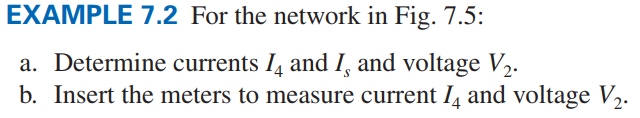 EXAMPLE 7.2 For the network in Fig. 7.5:
a. Determine currents I₄ and Iₛ and voltage V₂.
b. Insert the meters to measure current I₄ and voltage V₂.